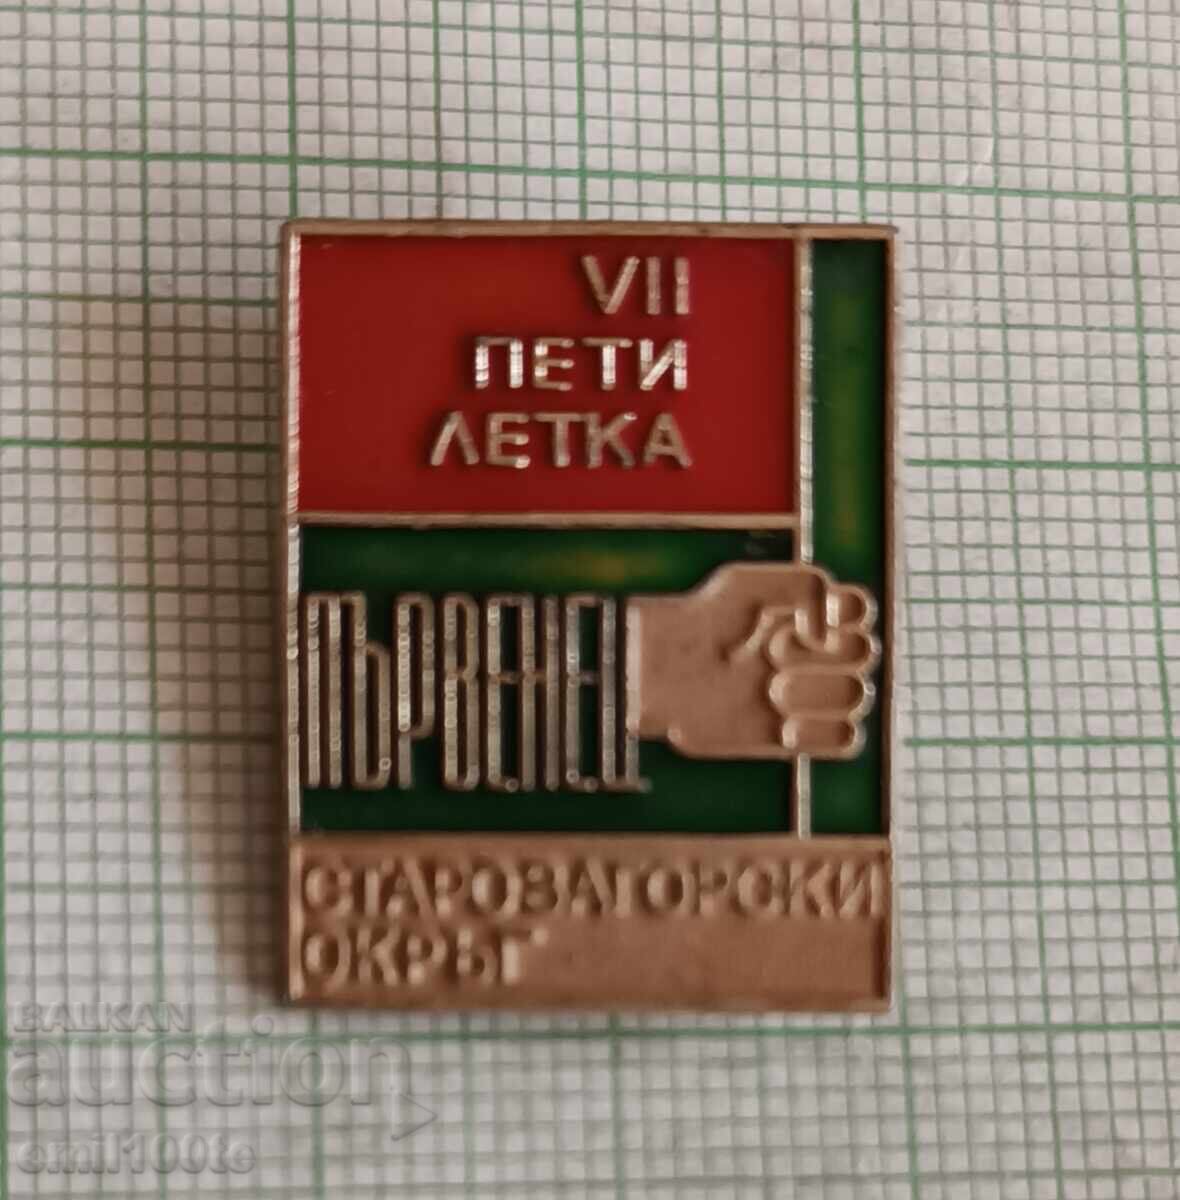 VII
ПЕТИ
ЛЕТКА
ПЪРВЕНЕЦ
СТАРОЗАГОРСКИ
ОКРЪГ
BALKAN
auction
emil100te